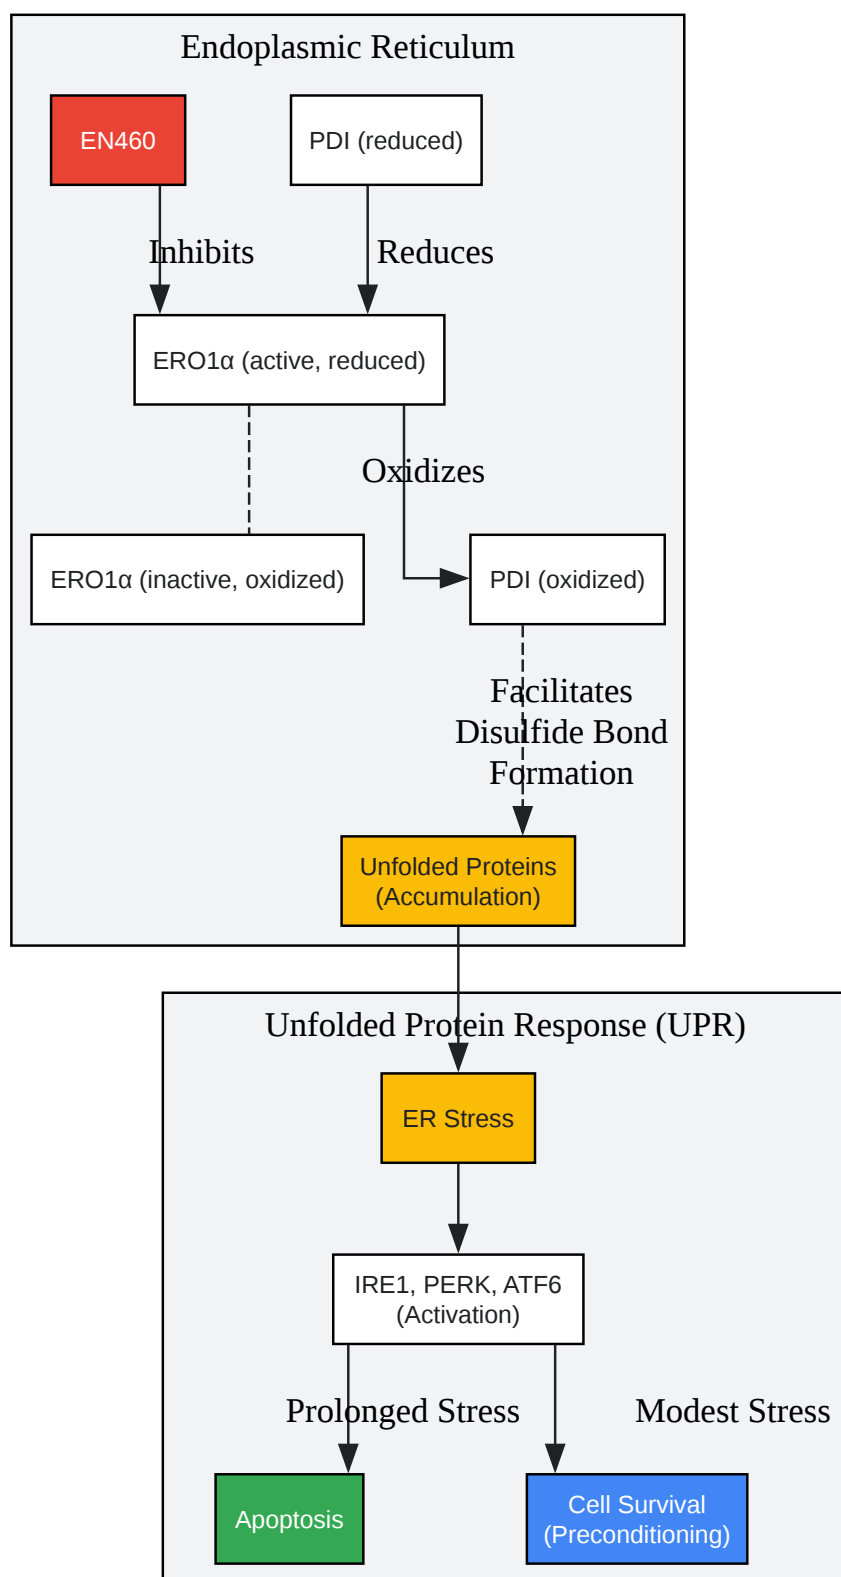 Endoplasmic Reticulum
EN460
PDI (reduced)
Inhibits
Reduces
ERO1α (active, reduced)
Oxidizes
ERO1α (inactive, oxidized)
PDI (oxidized)
Facilitates
Disulfide Bond
Formation
Unfolded Proteins
(Accumulation)
Unfolded Protein Response (UPR)
ER Stress
IRE1, PERK, ATF6
(Activation)
Prolonged Stress
Modest Stress
Apoptosis
Cell Survival
(Preconditioning)